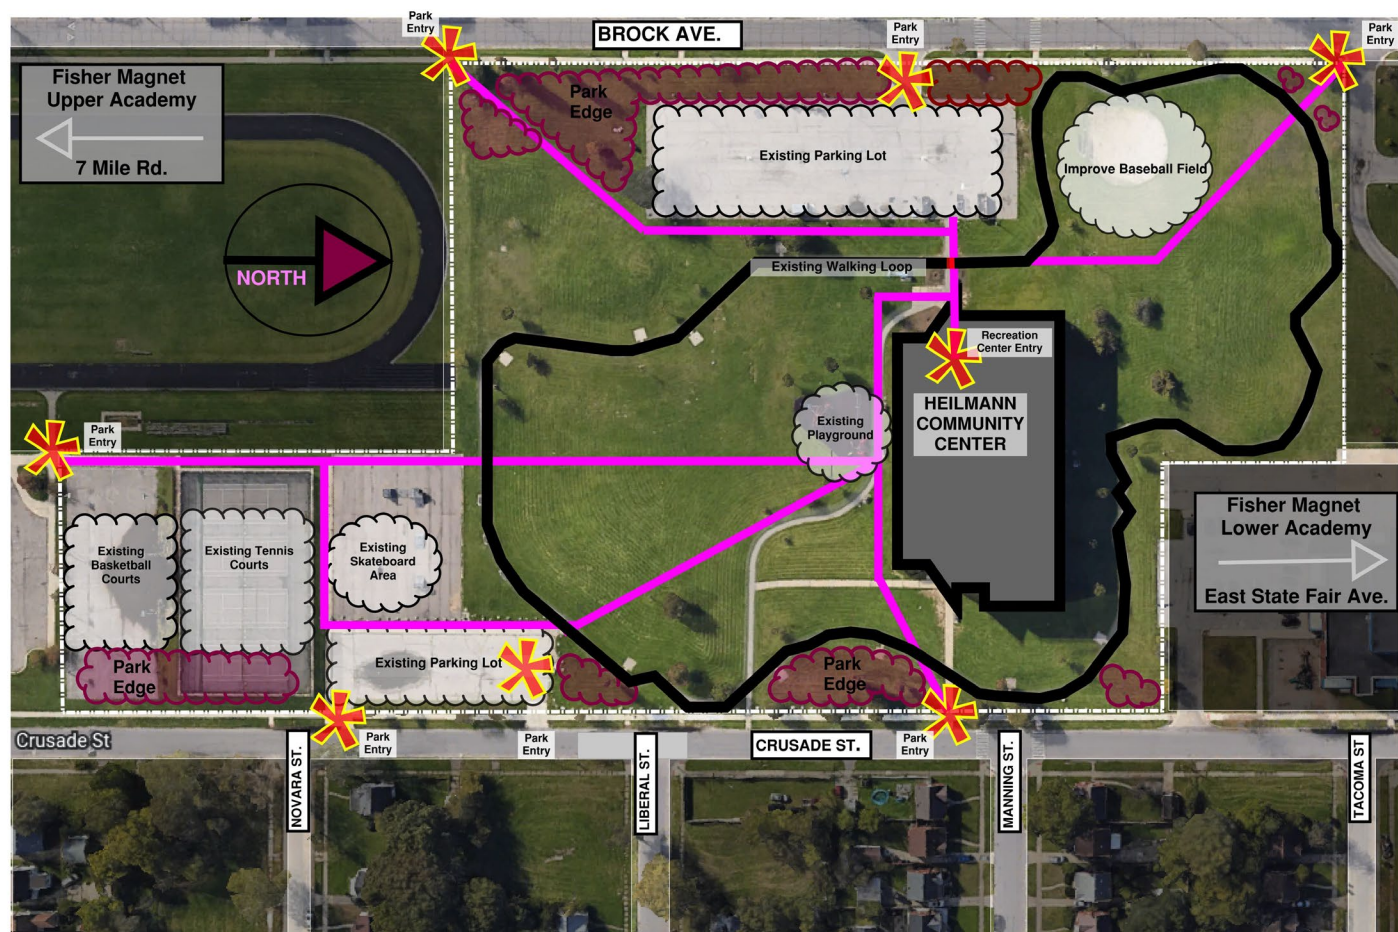 Park
Entry
BROCK AVE.
Park
Entry
Park
Entry
Fisher Magnet
Upper Academy
7 Mile Rd.
Park
Edge
Existing Parking Lot
Improve Baseball Field
NORTH
Existing Walking Loop
Recreation
Center Entry
HEILMANN
COMMUNITY
CENTER
Existing
Playground
Park
Entry
Fisher Magnet
Lower Academy
East State Fair Ave.
Existing
Basketball
Courts
Existing Tennis
Courts
Existing
Skateboard
Area
Park
Edge
Existing Parking Lot
Park
Edge
Crusade St
Park
Entry
Park
Entry
CRUSADE ST.
Park
Entry
NOVARA ST.
LIBERAL ST.
MANNING ST.
TACOMA ST